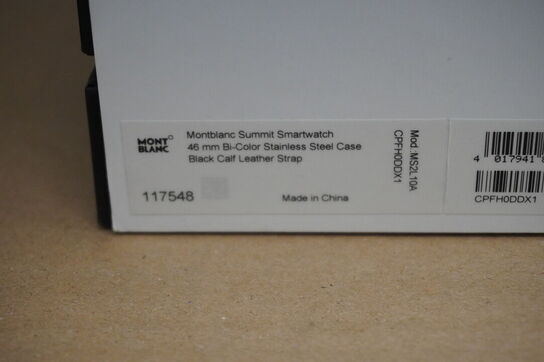 MONT
BLANC
Montblanc Summit Smartwatch
46 mm Bi-Color Stainless Steel Case
Black Calf Leather Strap
117548
Made in China
Mod. MS2L10A
CPFH0DDX1
4 017941
CPFH0DDX1